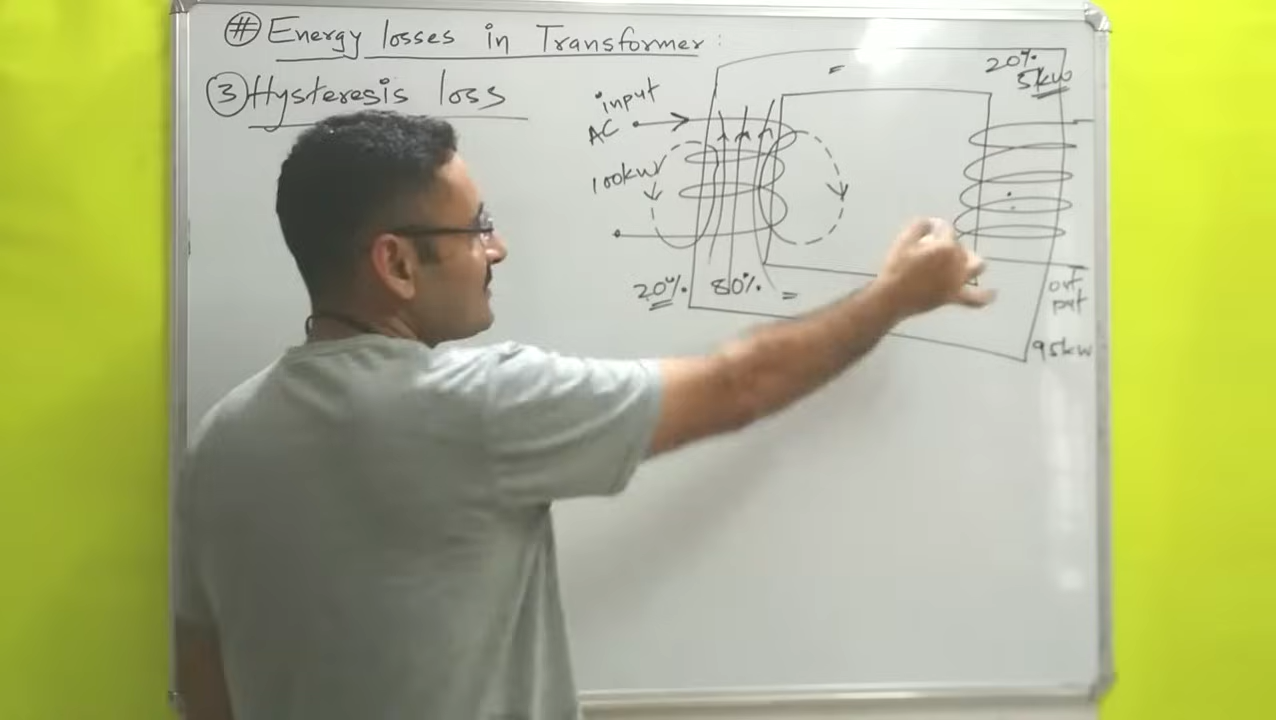 # Energy losses in Transformer:
③ Hysteresis loss
input
AC
100kw
20%
80%
20%
5kw
out
put
95kw